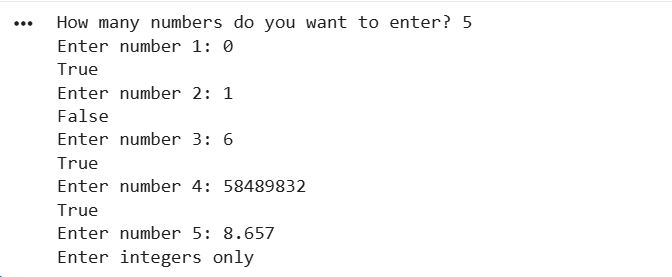 How many numbers do you want to enter? 5
Enter number 1: 0
True
Enter number 2: 1
False
Enter number 3: 6
True
Enter number 4: 58489832
True
Enter number 5: 8.657
Enter integers only